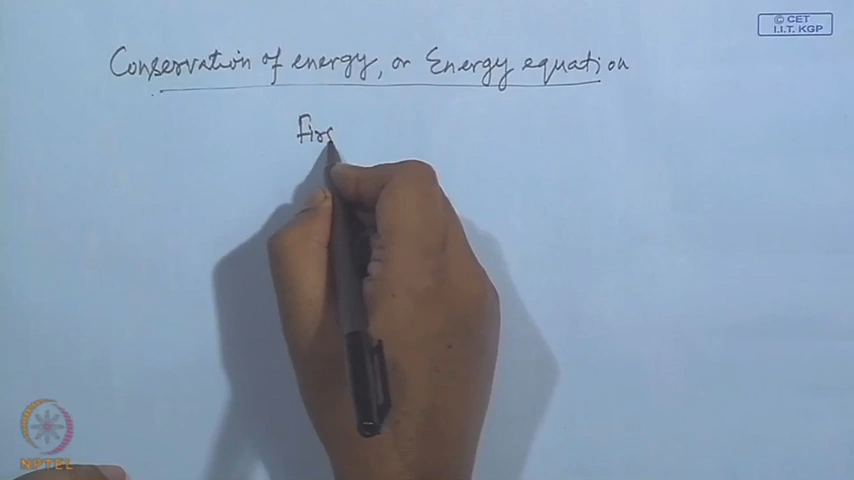 © CET
I.I.T. KGP
Conservation of energy, or Energy equation
Firs
NPTEL